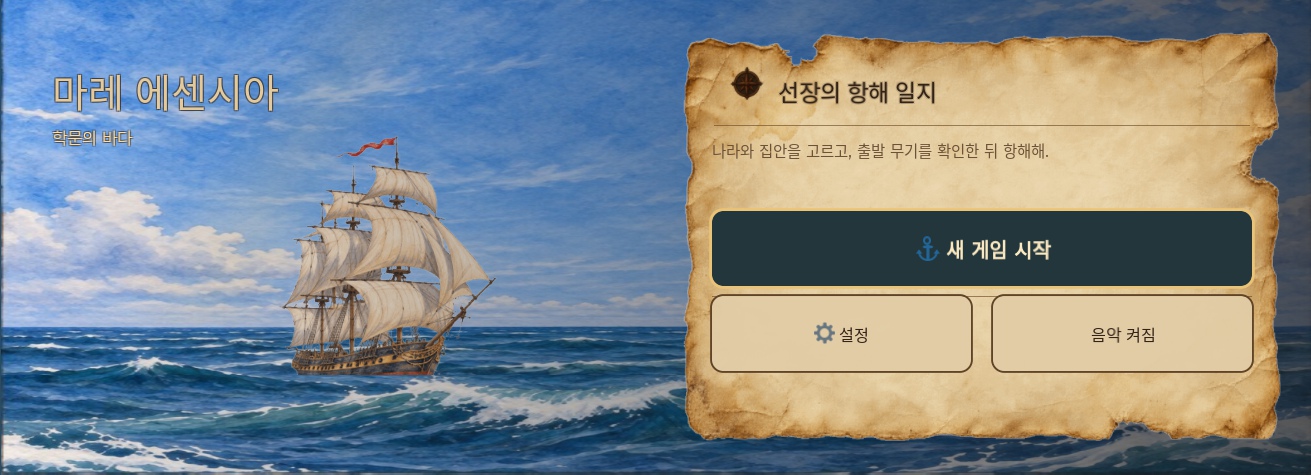 마레 에센시아
학문의 바다
선장의 항해 일지
나라와 집안을 고르고, 출발 무기를 확인한 뒤 항해해.
새 게임 시작
설정
음악 켜짐